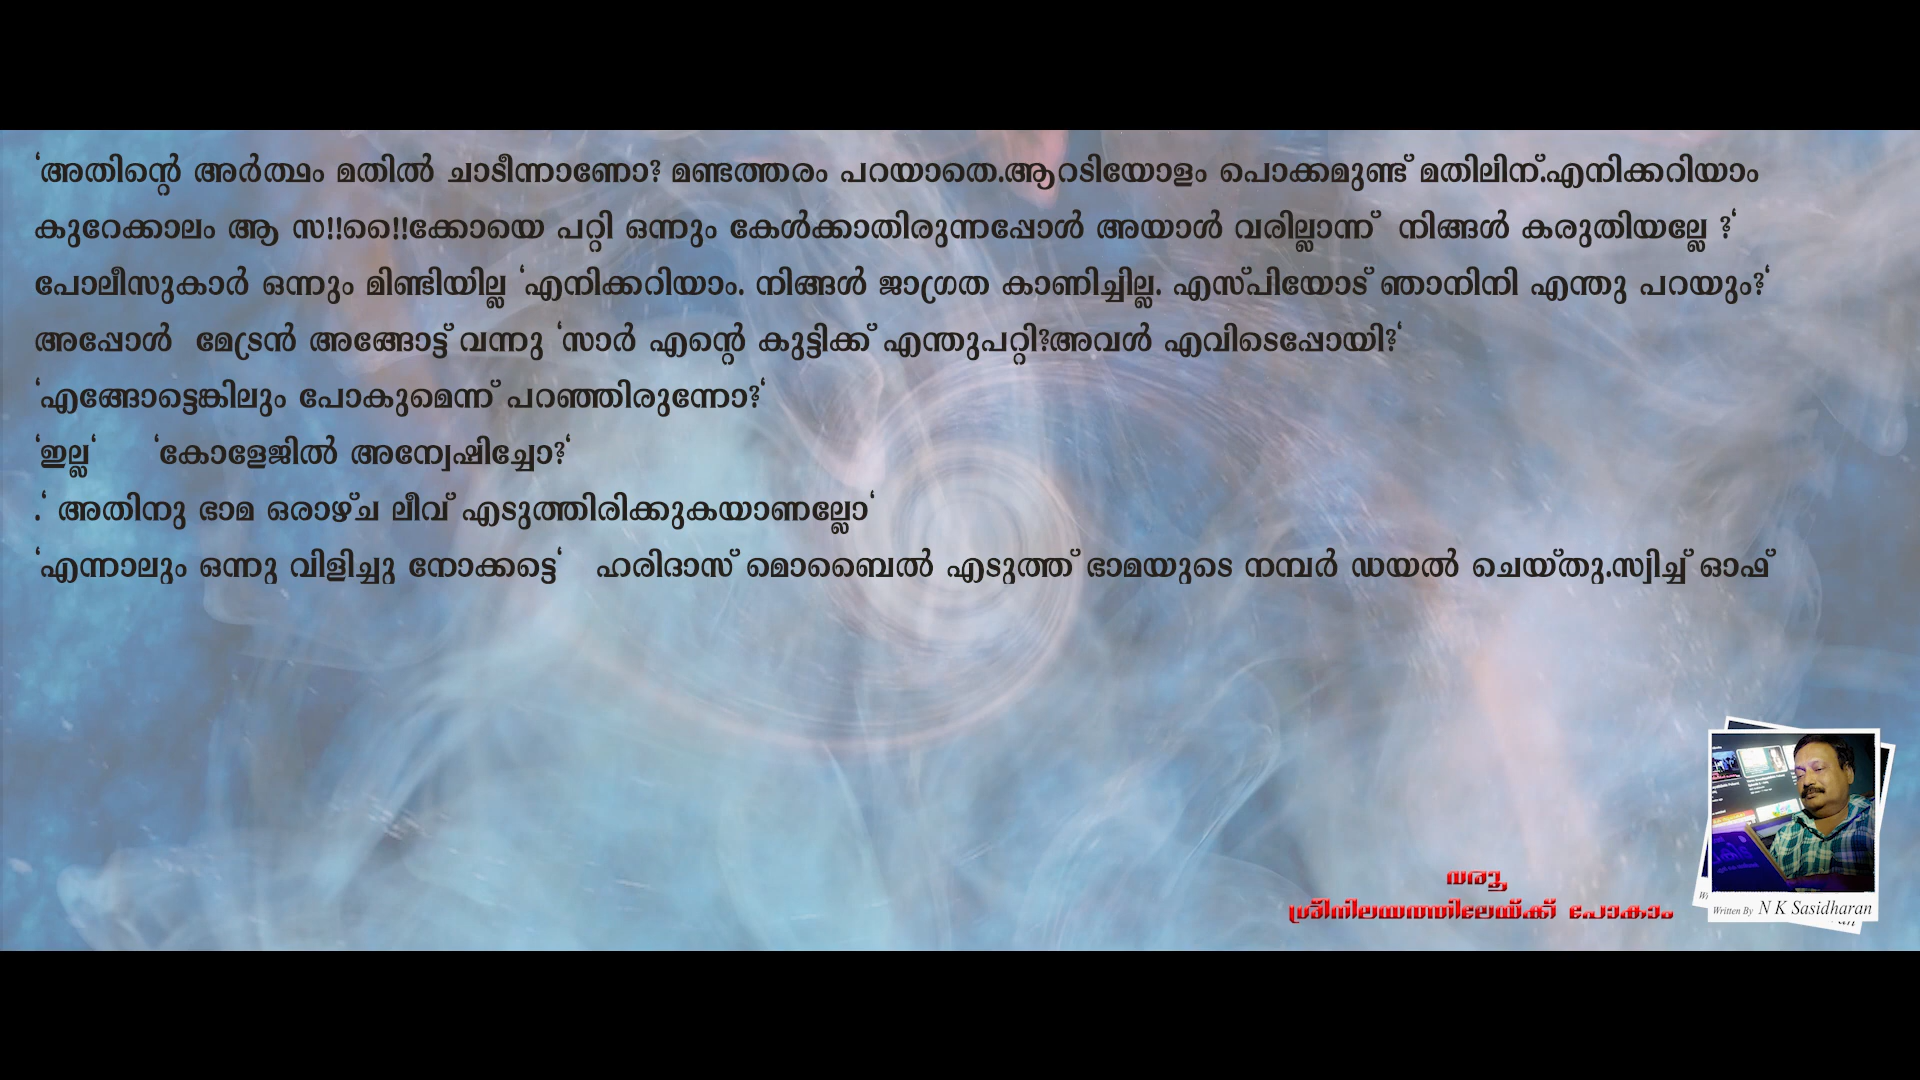 ‘അതിന്റെ അർത്ഥം മതിൽ ചാടീന്നാണോ? മണ്ടത്തരം പറയാതെ.ആറടിയോളം പൊക്കമുണ്ട് മതിലിന്.എനിക്കറിയാം
കുറേക്കാലം ആ സ!!സൈ!!ക്കോയെ പറ്റി ഒന്നും കേൾക്കാതിരുന്നപ്പോൾ അയാൾ വരില്ലാന്ന് നിങ്ങൾ കരുതിയല്ലേ ?‘
പോലീസുകാർ ഒന്നും മിണ്ടിയില്ല ‘എനിക്കറിയാം. നിങ്ങൾ ജാഗ്രത കാണിച്ചില്ല. എസ്പിയോട് ഞാനിനി എന്തു പറയും?‘
അപ്പോൾ മേട്രൻ അങ്ങോട്ട് വന്നു ‘സാർ എന്റെ കുട്ടിക്ക് എന്തുപറ്റി?അവൾ എവിടെപ്പോയി?‘
‘എങ്ങോട്ടെങ്കിലും പോകുമെന്ന് പറഞ്ഞിരുന്നോ?‘
‘ഇല്ല‘ ‘കോളേജിൽ അന്വേഷിച്ചോ?‘
.‘ അതിനു ഭാമ ഒരാഴ്ച ലീവ് എടുത്തിരിക്കുകയാണല്ലോ‘
‘എന്നാലും ഒന്നു വിളിച്ചു നോക്കട്ടെ‘ ഹരിദാസ് മൊബൈൽ എടുത്ത് ഭാമയുടെ നമ്പർ ഡയൽ ചെയ്തു.സ്വിച്ച് ഓഫ്
വരൂ
ശ്രീനിലയത്തിലേയ്ക്ക് പോകാം
Written By N K Sasidharan